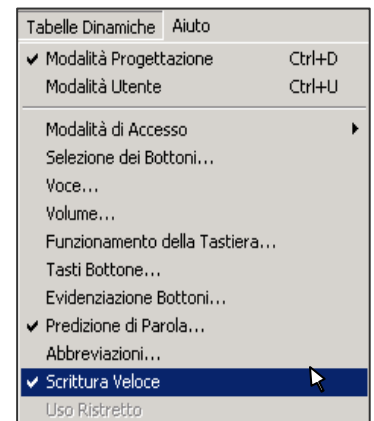 Tabelle Dinamiche Aiuto
Modalità Progettazione Ctrl+D
Modalità Utente Ctrl+U
Modalità di Accesso
Selezione dei Bottoni...
Voce...
Volume...
Funzionamento della Tastiera...
Tasti Bottone...
Evidenziazione Bottoni...
Predizione di Parola...
Abbreviazioni...
Scrittura Veloce
Uso Ristretto